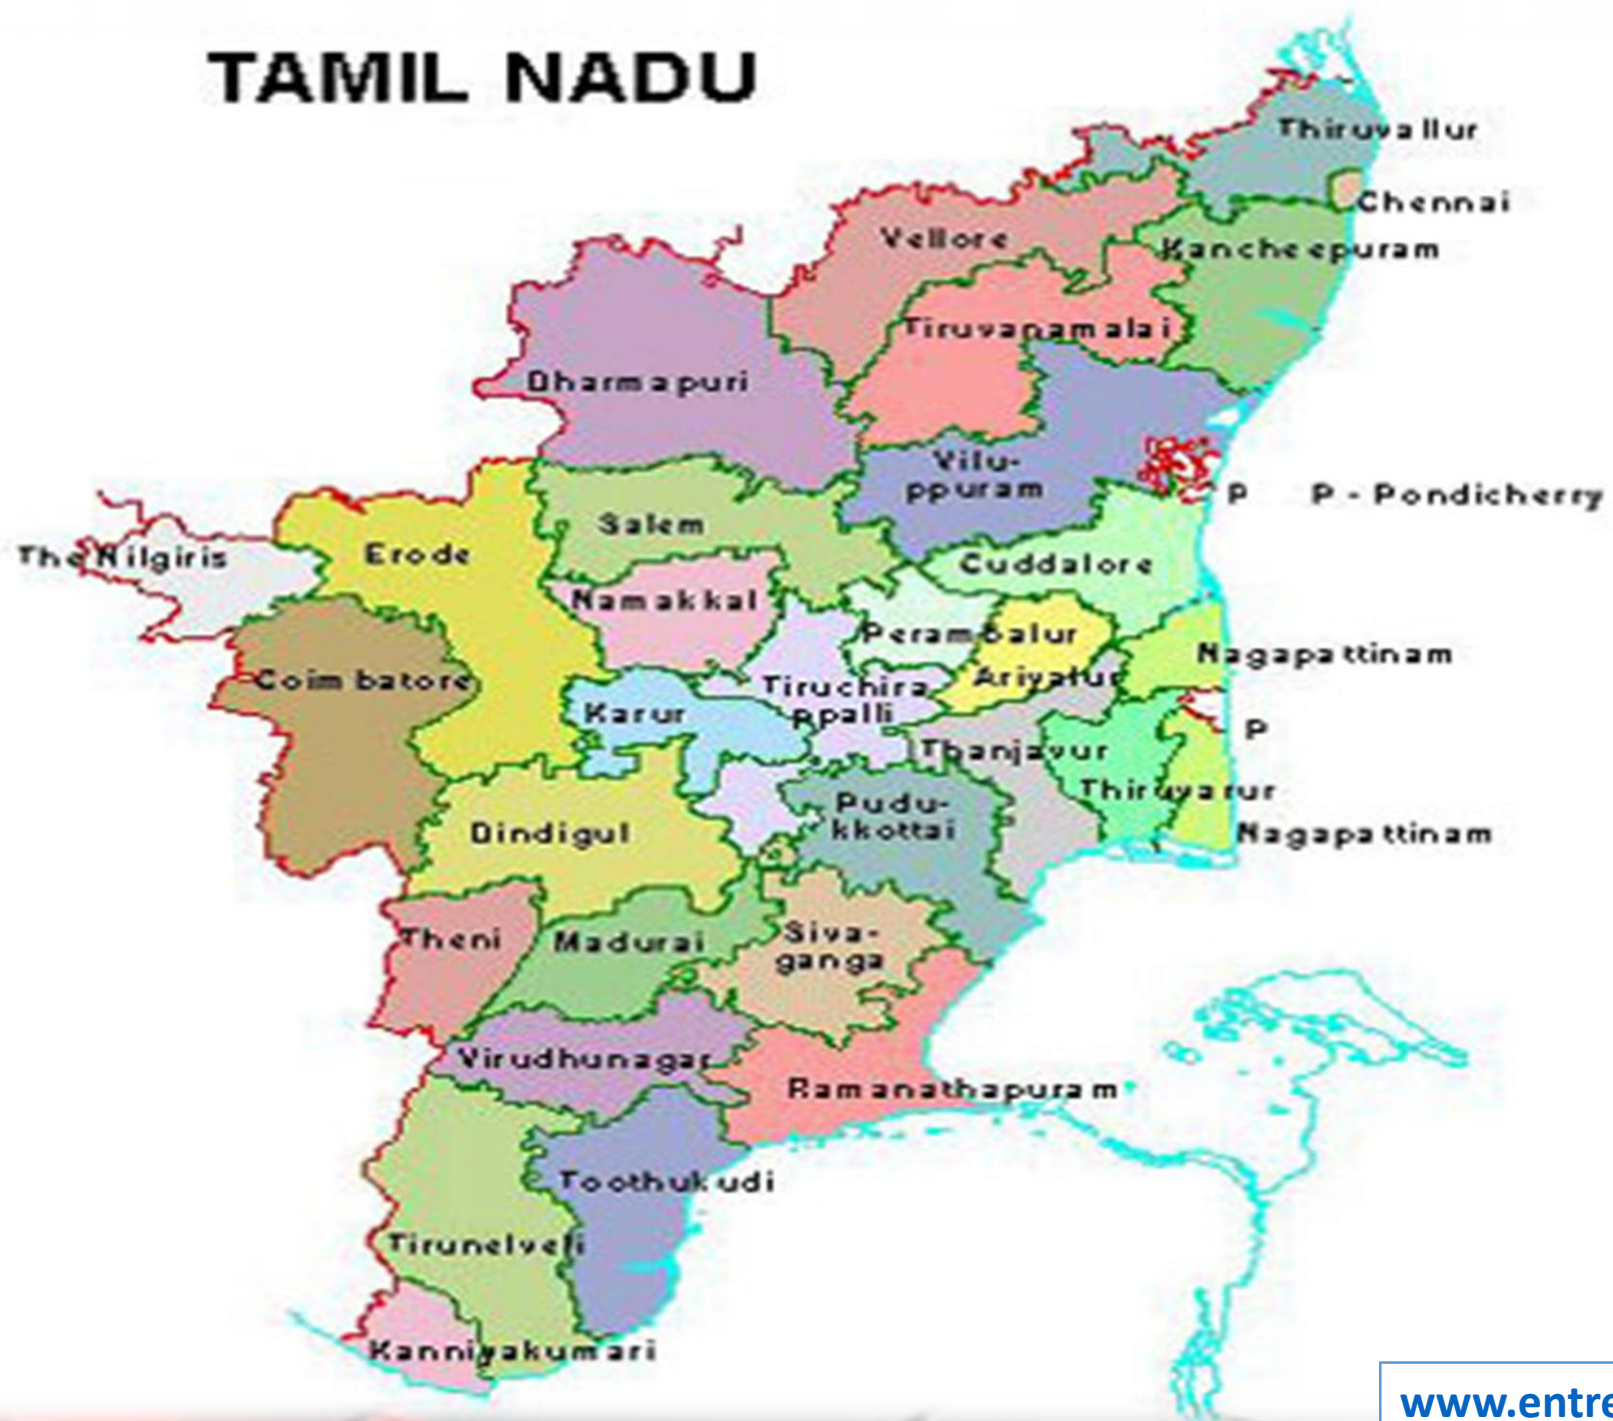 TAMIL NADU
Thiruvallur
Chennai
Vellore
Kancheepuram
Tiruvanamalai
Dharmapuri
Vilu-
ppuram
P
P - Pondicherry
Salem
The Nilgiris
Erode
Cuddalore
Namakkal
Perambalur
Nagapattinam
Coimbatore
Ariyalur
Tiruchira
ppalli
Karur
P
Thanjavur
Thiruvarur
Pudu-
kkottai
Dindigul
Nagapattinam
Theni
Madurai
Siva-
ganga
Virudhunagar
Ramanathapuram
Toothukudi
Tirunelveli
Kanniyakumari
www.entre